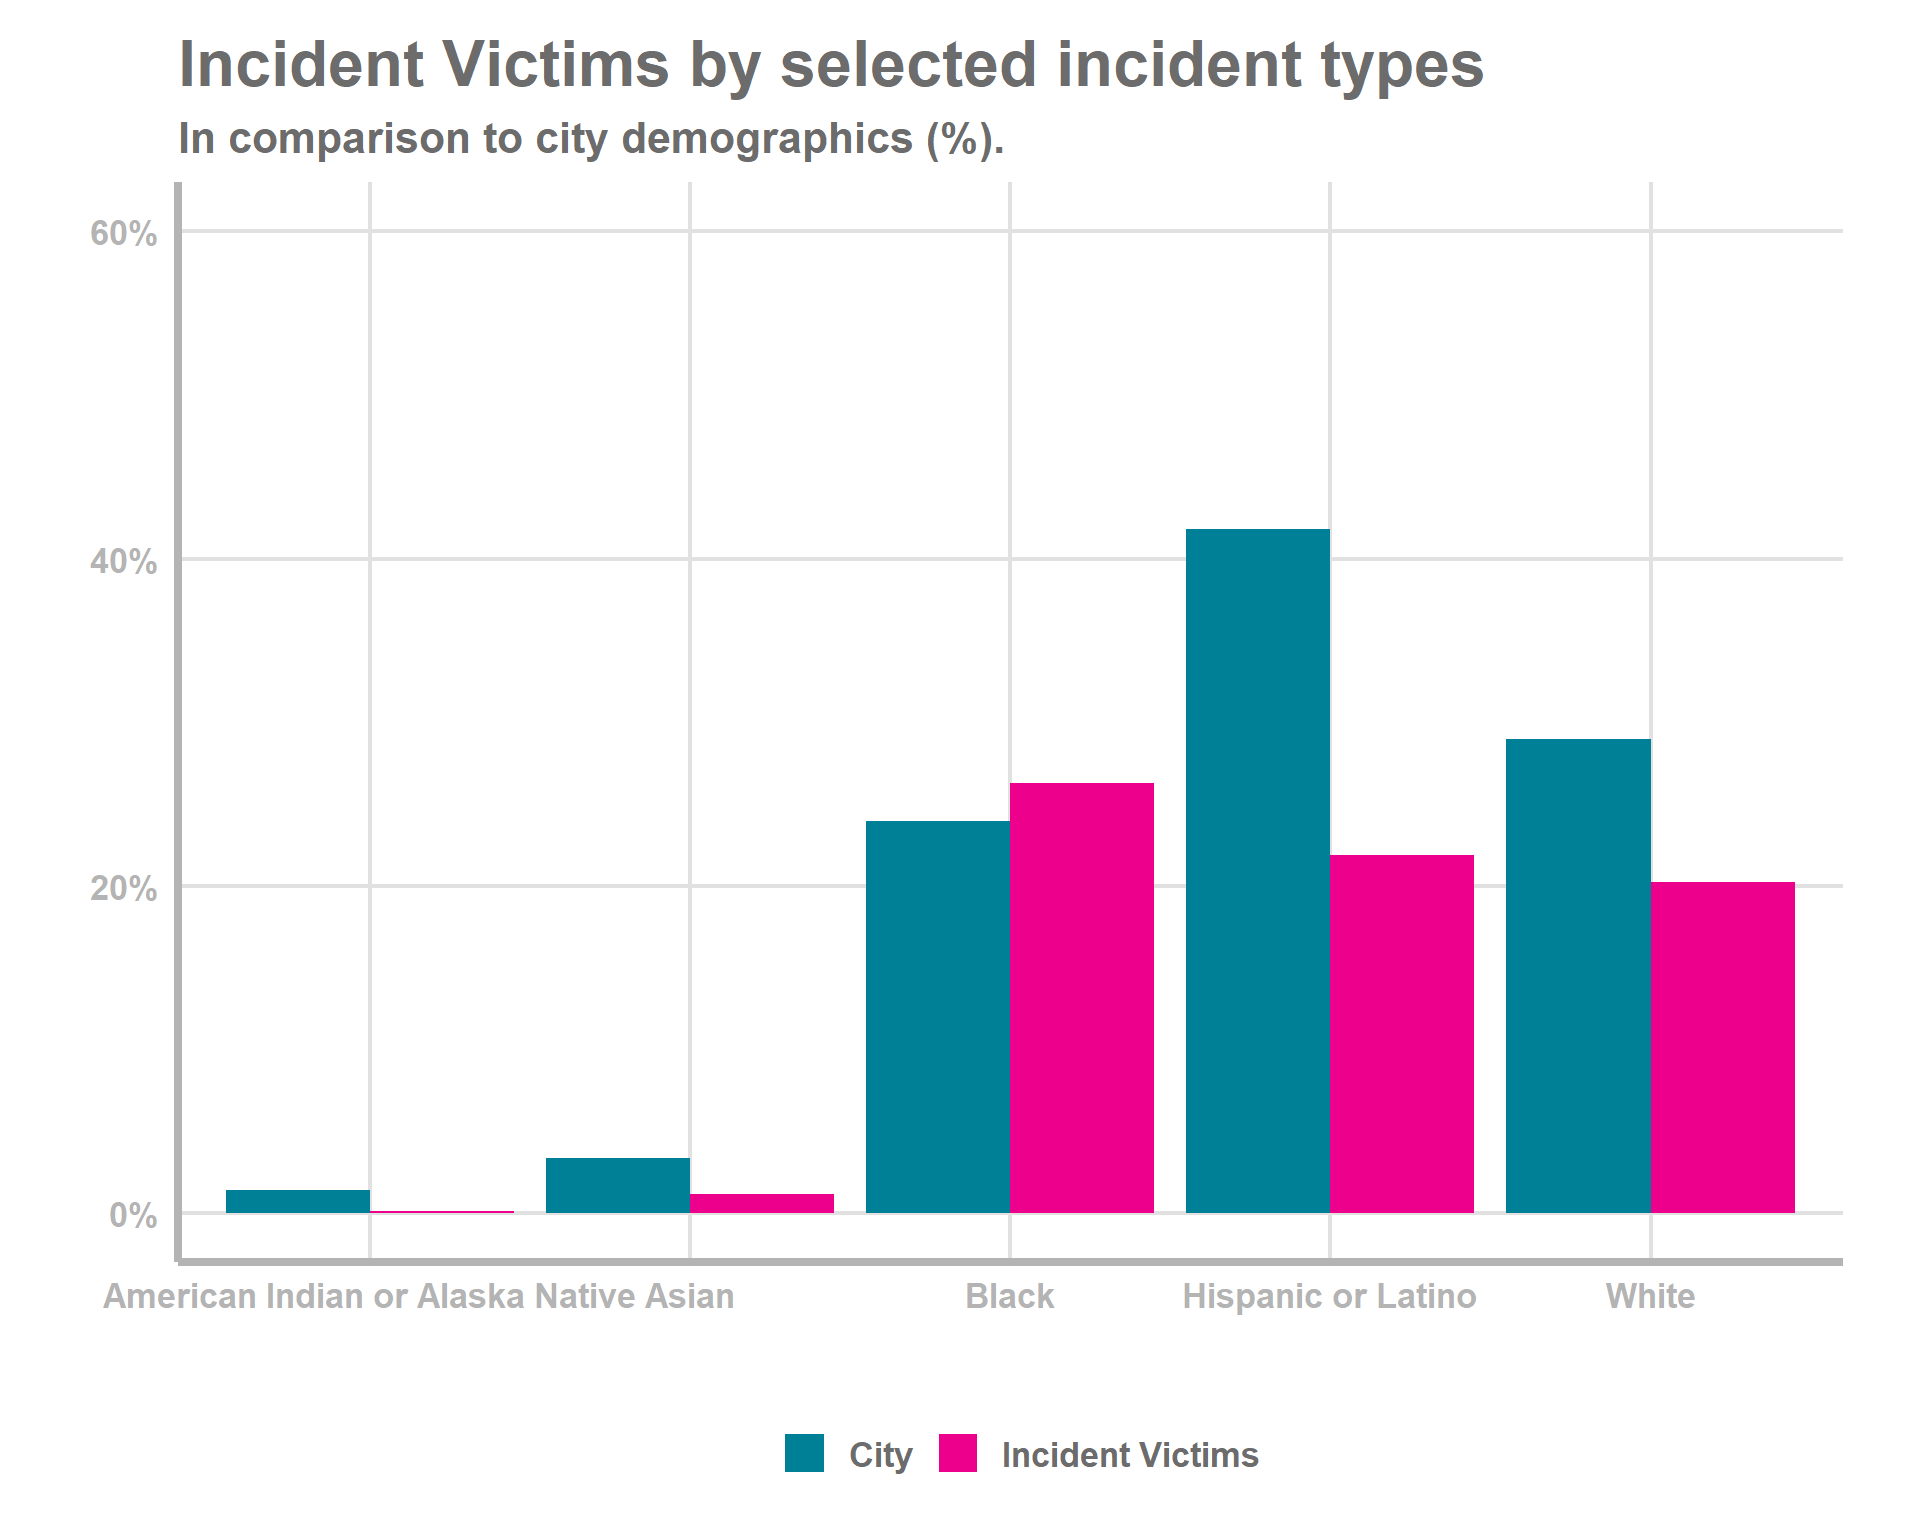 Incident Victims by selected incident types
In comparison to city demographics (%).
60%
40%
20%
0%
American Indian or Alaska Native Asian Black Hispanic or Latino White
City Incident Victims